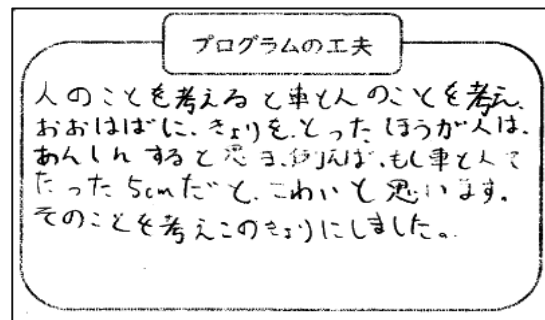 プログラムの工夫
人のことを考えると車と人のことを考え、
おおはばに、きょりを、とったほうが人は、
あんしんすると思う、例えば、もし車と人で
たった5cmだと、こわいと思います。
そのことを考えこのきょりにしました。